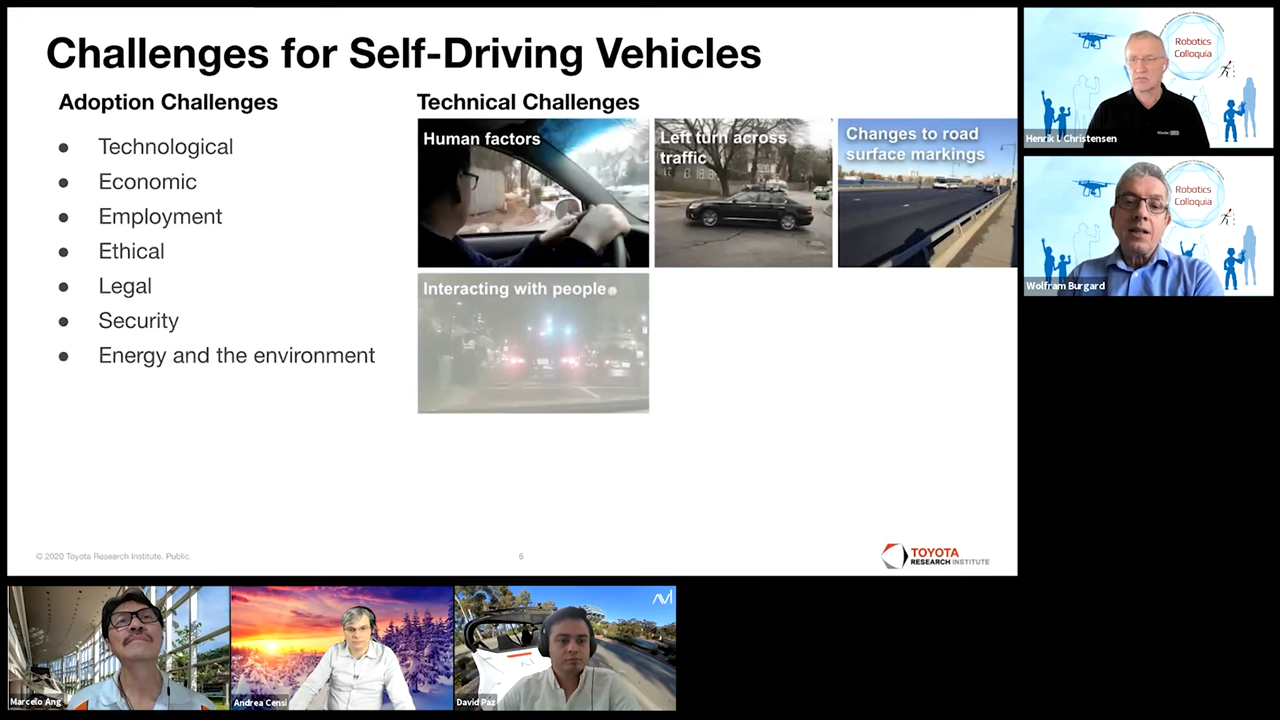 Challenges for Self-Driving Vehicles
Adoption Challenges
● Technological
● Economic
● Employment
● Ethical
● Legal
● Security
● Energy and the environment
Technical Challenges
Human factors
Left turn across
traffic
Changes to road
surface markings
Interacting with people
© 2020 Toyota Research Institute. Public.
6
TOYOTA
RESEARCH INSTITUTE
Robotics
Colloquia
Henrik I. Christensen
Robotics
Colloquia
Wolfram Burgard
Marcelo Ang
Andrea Censi
David Paz